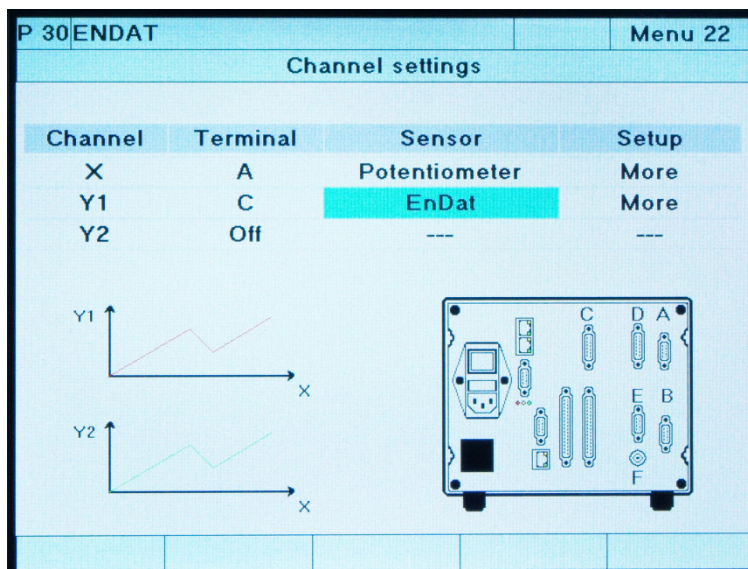 P 30 ENDAT Menu 22
Channel settings
Channel Terminal Sensor Setup
X A Potentiometer More
Y1 C EnDat More
Y2 Off --- ---
Y1
X
Y2
X
C D A
E B
F